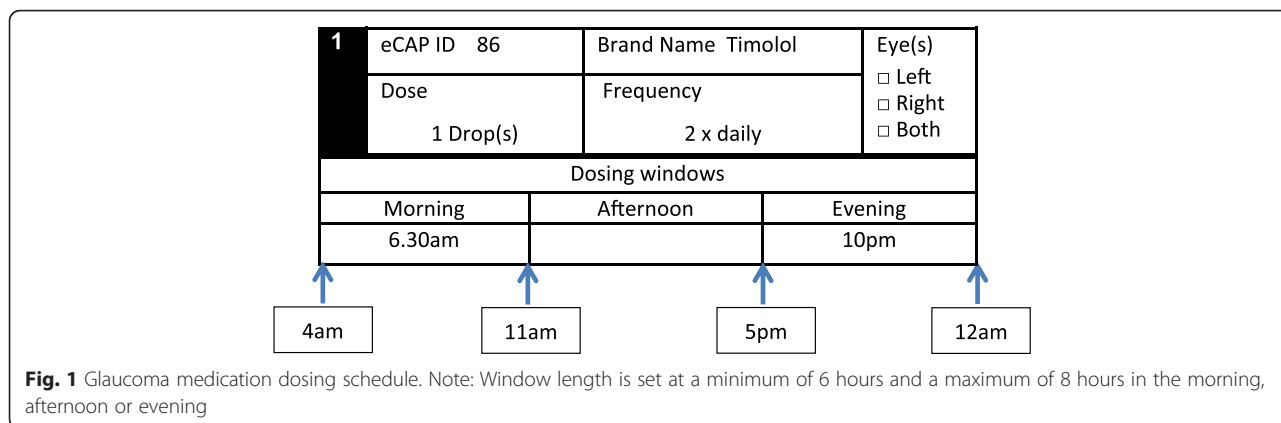 1 eCAP ID 86 Brand Name Timolol Eye(s)
□ Left
□ Right
□ Both
Dose Frequency
1 Drop(s) 2 x daily
Dosing windows
Morning Afternoon Evening
6.30am 10pm
4am 11am 5pm 12am
Fig. 1 Glaucoma medication dosing schedule. Note: Window length is set at a minimum of 6 hours and a maximum of 8 hours in the morning,
afternoon or evening